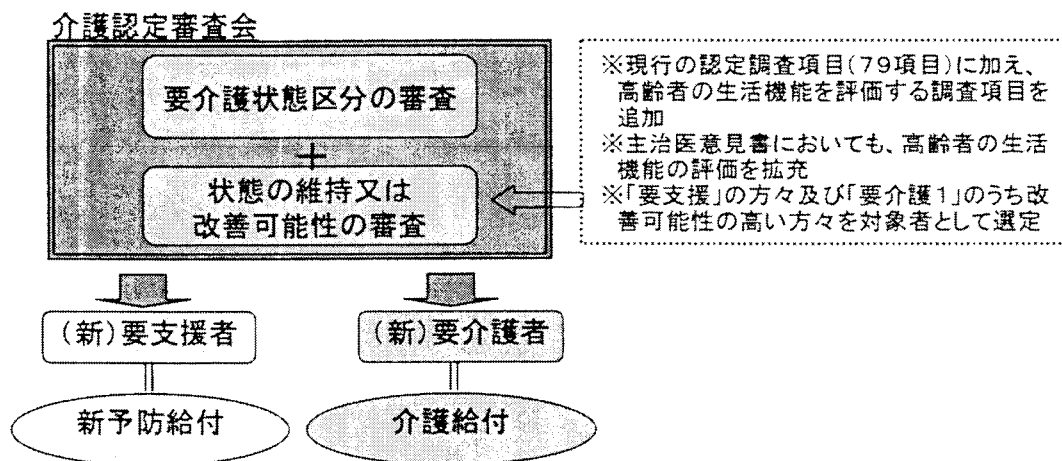 介護認定審査会
要介護状態区分の審査
+
状態の維持又は
改善可能性の審査
※現行の認定調査項目(79項目)に加え、
高齢者の生活機能を評価する調査項目を
追加
※主治医意見書においても、高齢者の生活
機能の評価を拡充
※「要支援」の方々及び「要介護1」のうち改
善可能性の高い方々を対象者として選定
(新)要支援者
(新)要介護者
新予防給付
介護給付